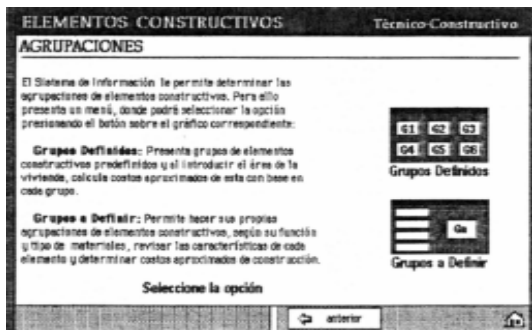 ELEMENTOS CONSTRUCTIVOS
Técnico-Constructivo
AGRUPACIONES
El Sistema de Información le permite determinar las
agrupaciones de elementos constructivos. Para ello
presenta un menú, donde podrá seleccionar la opción
presionando el botón sobre el gráfico correspondiente:
Grupos Definidos: Presenta grupos de elementos
constructivos predefinidos y al introducir el área de la
vivienda, calcula costos aproximados de esta con base en
cada grupo.
Grupos a Definir: Permite hacer sus propias
agrupaciones de elementos constructivos, según su función
y tipo de materiales, revisar las características de cada
elemento y determinar costos aproximados de construcción.
Seleccione la opción
G1 G2 G3
G4 G5 G6
Grupos Definidos
Ga
Grupos a Definir
anterior